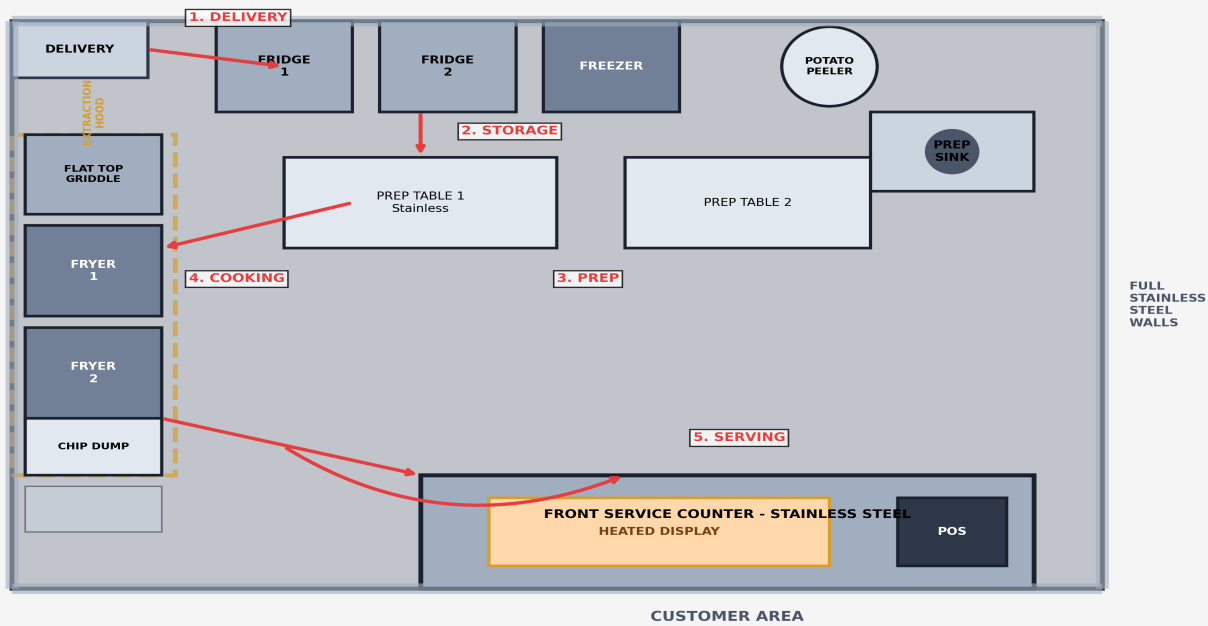 1. DELIVERY
DELIVERY
FRIDGE
1
FRIDGE
2
FREEZER
POTATO
PEELER
EXTRACTION
HOOD
2. STORAGE
PREP
SINK
FLAT TOP
GRIDDLE
PREP TABLE 1
Stainless
PREP TABLE 2
FRYER
1
4. COOKING
3. PREP
FULL
STAINLESS
STEEL
WALLS
FRYER
2
CHIP DUMP
5. SERVING
FRONT SERVICE COUNTER - STAINLESS STEEL
HEATED DISPLAY
POS
CUSTOMER AREA